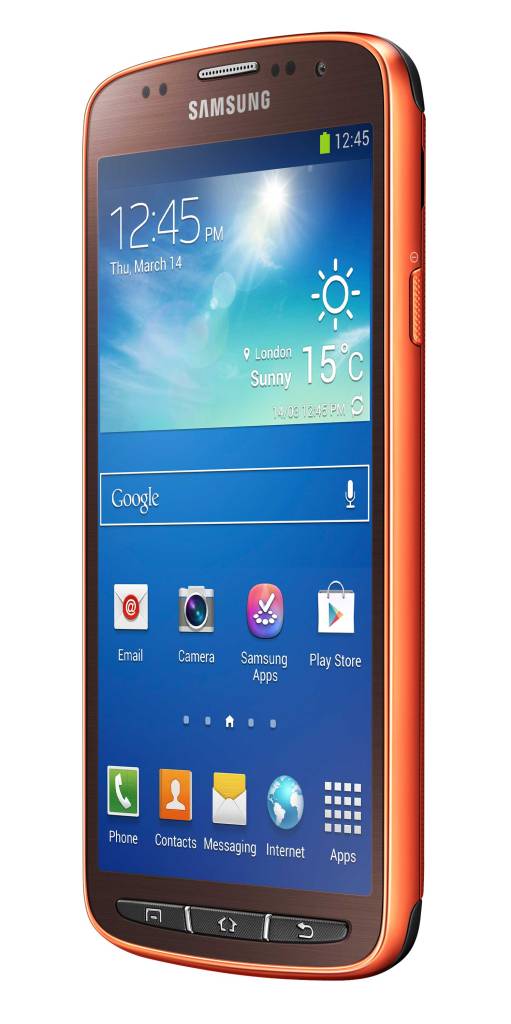 SAMSUNG
12:45
12:45 PM
Thu, March 14
London
Sunny 15°C
14/03 12:45 PM
Google
Email
Camera
Samsung Apps
Play Store
Phone
Contacts
Messaging
Internet
Apps